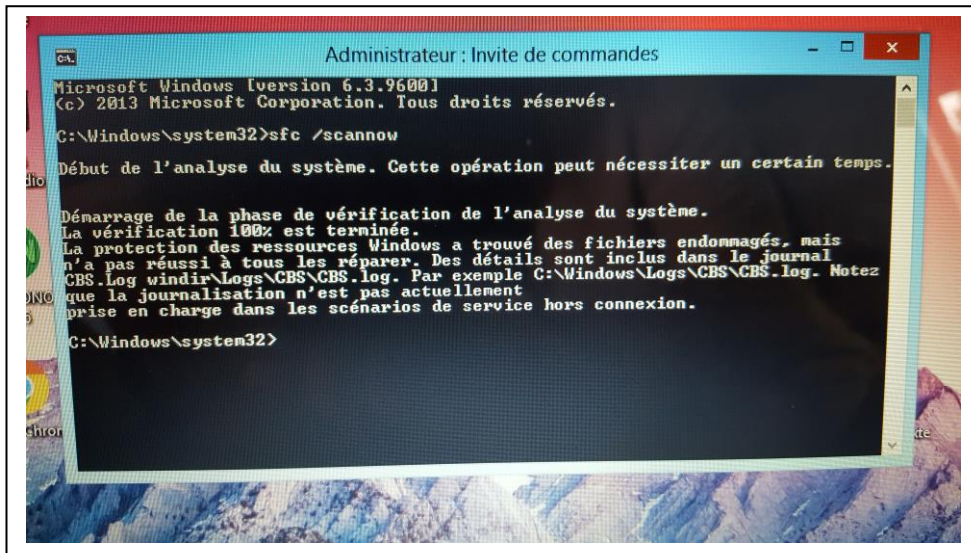 Administrateur : Invite de commandes
Microsoft Windows [version 6.3.9600]
(c) 2013 Microsoft Corporation. Tous droits réservés.
C:\Windows\system32>sfc /scannow
Début de l'analyse du système. Cette opération peut nécessiter un certain temps.
Démarrage de la phase de vérification de l'analyse du système.
La vérification 100% est terminée.
La protection des ressources Windows a trouvé des fichiers endommagés, mais
n'a pas réussi à tous les réparer. Des détails sont inclus dans le journal
CBS.Log windir\Logs\CBS\CBS.log. Par exemple C:\Windows\Logs\CBS\CBS.log. Notez
que la journalisation n'est pas actuellement
prise en charge dans les scénarios de service hors connexion.
C:\Windows\system32>